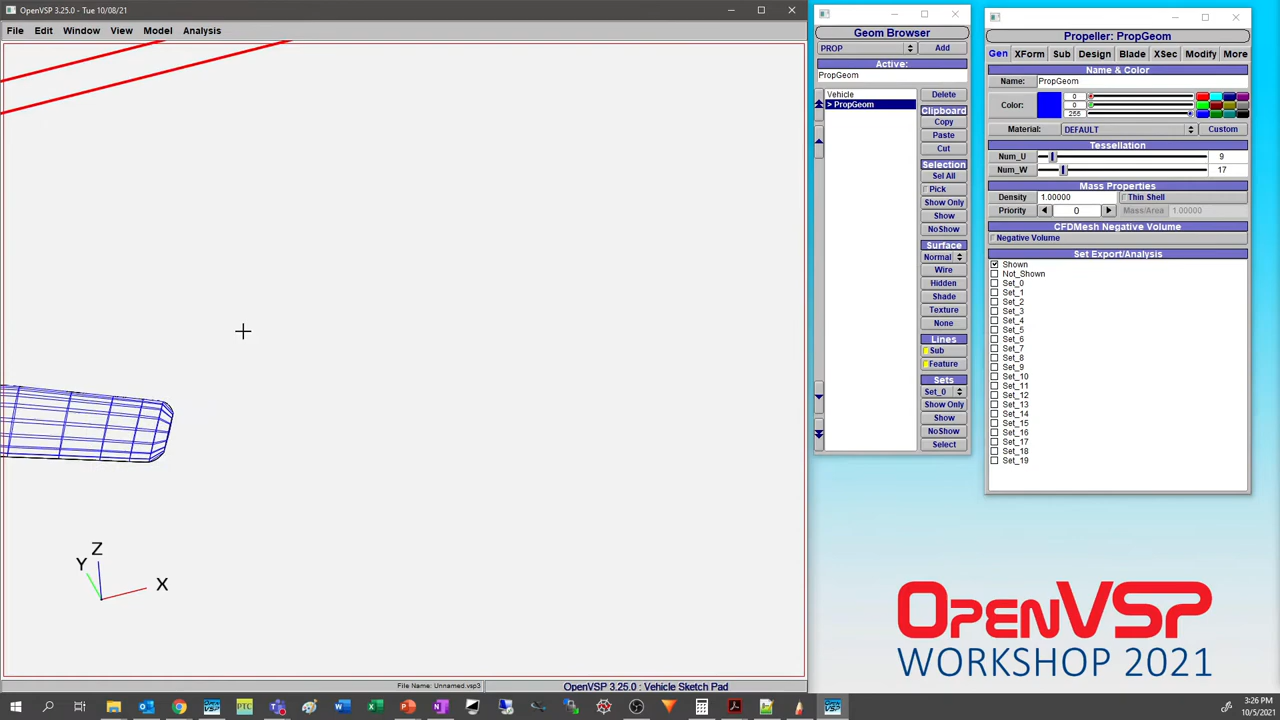 OpenVSP 3.25.0 - Tue 10/08/21
File Edit Window View Model Analysis
Z
Y
X
File Name: Unnamed.vsp3
OpenVSP 3.25.0 : Vehicle Sketch Pad
Geom Browser
PROP Add
Active:
PropGeom
Vehicle
> PropGeom
Delete
Clipboard
Copy
Paste
Cut
Selection
Sel All
Pick
Show Only
Show
NoShow
Surface
Normal
Wire
Hidden
Shade
Texture
None
Lines
Sub
Feature
Sets
Set_0
Show Only
Show
NoShow
Select
Propeller: PropGeom
Gen XForm Sub Design Blade XSec Modify More
Name & Color
Name: PropGeom
Color: 0
0
255
Material: DEFAULT Custom
Tessellation
Num_U 9
Num_W 17
Mass Properties
Density 1.00000 Thin Shell
Priority 0 Mass/Area 1.00000
CFDMesh Negative Volume
Negative Volume
Set Export/Analysis
Shown
Not_Shown
Set_0
Set_1
Set_2
Set_3
Set_4
Set_5
Set_6
Set_7
Set_8
Set_9
Set_10
Set_11
Set_12
Set_13
Set_14
Set_15
Set_16
Set_17
Set_18
Set_19
OPENVSP
WORKSHOP 2021
3:26 PM
10/5/2021